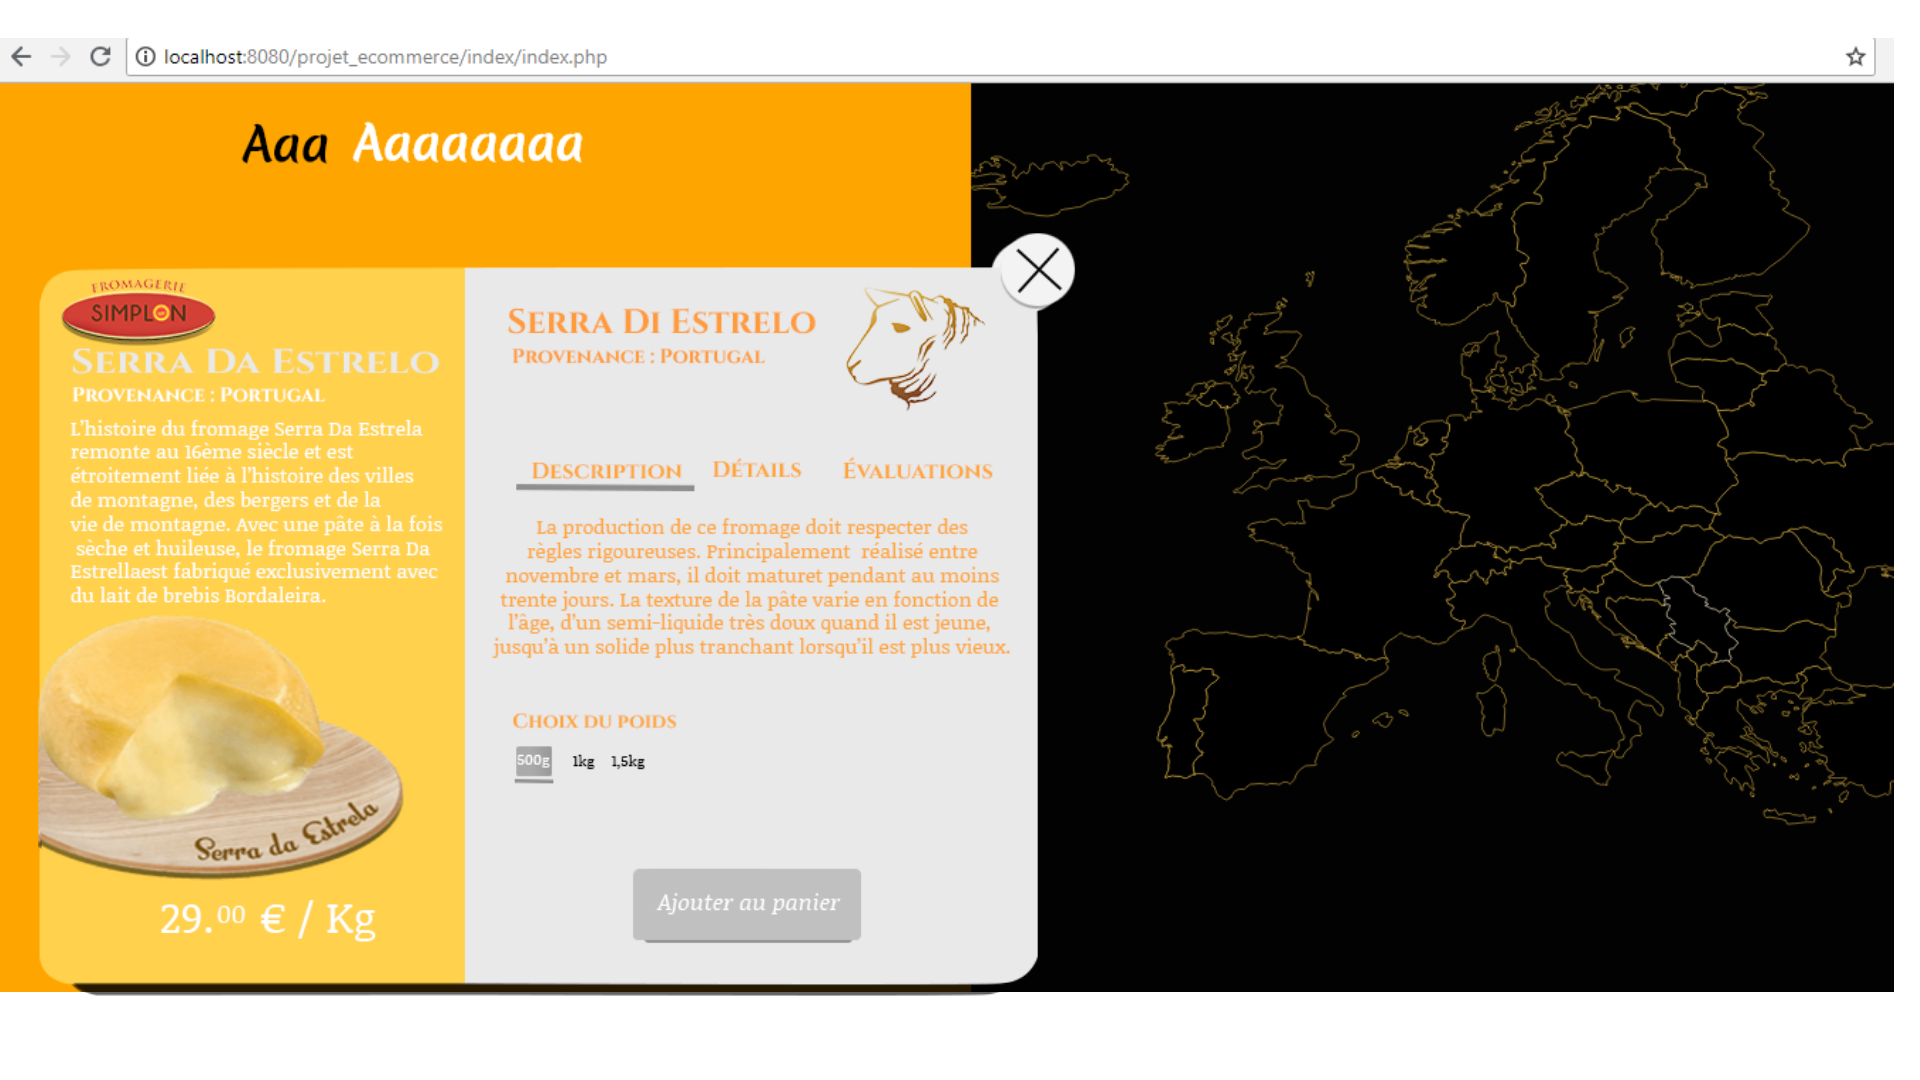 localhost:8080/projet_ecommerce/index/index.php
Aaa Aaaaaaaa
FROMAGERIE
SIMPLON
Serra Da Estrelo
Provenance : Portugal
L'histoire du fromage Serra Da Estrela
remonte au 16ème siècle et est
étroitement liée à l'histoire des villes
de montagne, des bergers et de la
vie de montagne. Avec une pâte à la fois
sèche et huileuse, le fromage Serra Da
Estrellaest fabriqué exclusivement avec
du lait de brebis Bordaleira.
Serra da Estrela
29.00 € / Kg
Serra Di Estrelo
Provenance : Portugal
Description Détails Évaluations
La production de ce fromage doit respecter des
règles rigoureuses. Principalement réalisé entre
novembre et mars, il doit maturet pendant au moins
trente jours. La texture de la pâte varie en fonction de
l'âge, d'un semi-liquide très doux quand il est jeune,
jusqu'à un solide plus tranchant lorsqu'il est plus vieux.
Choix du poids
500g 1kg 1,5kg
Ajouter au panier